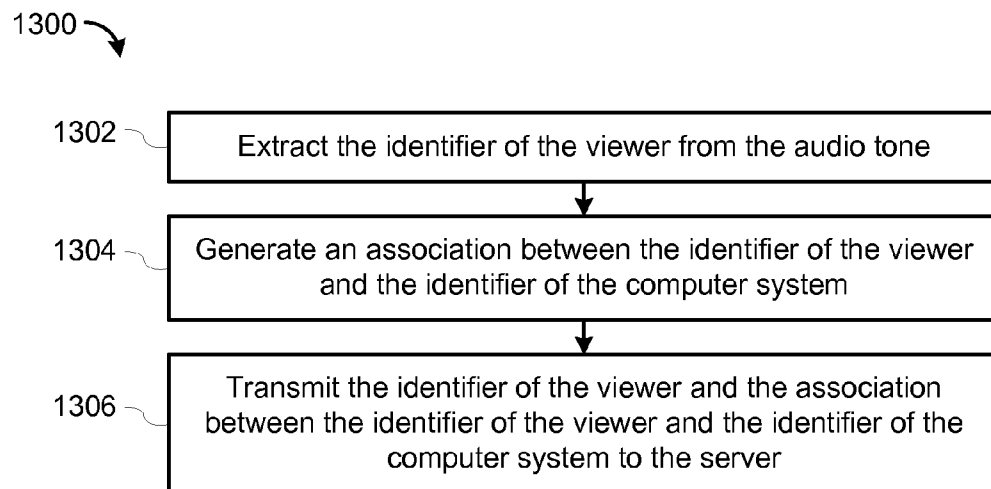 1300
1302
Extract the identifier of the viewer from the audio tone
1304
Generate an association between the identifier of the viewer
and the identifier of the computer system
1306
Transmit the identifier of the viewer and the association
between the identifier of the viewer and the identifier of the
computer system to the server